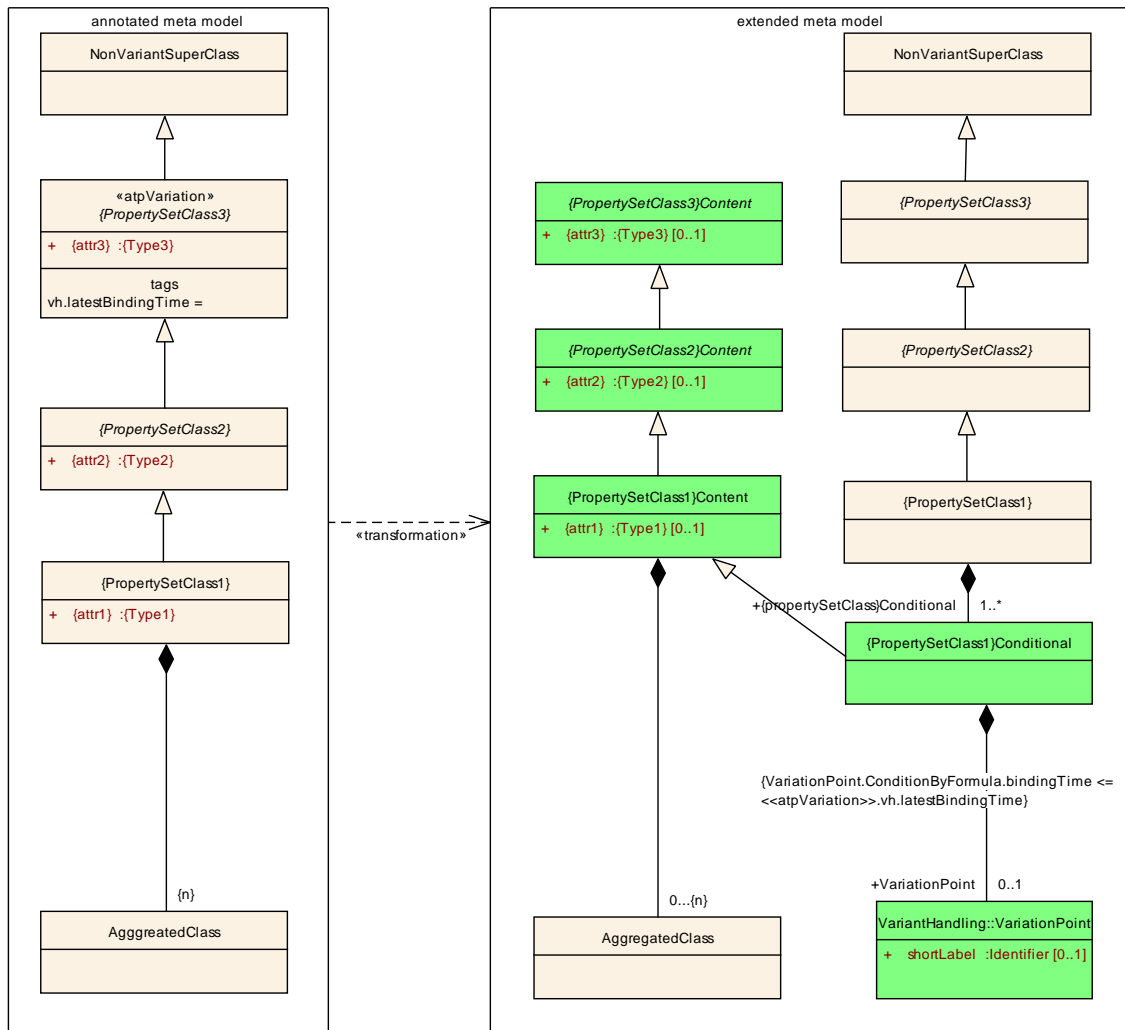 annotated meta model
NonVariantSuperClass
«atpVariation»
{PropertySetClass3}
+ {attr3} :{Type3}
tags
vh.latestBindingTime =
{PropertySetClass2}
+ {attr2} :{Type2}
{PropertySetClass1}
+ {attr1} :{Type1}
{n}
AgggreatedClass
«transformation»
extended meta model
NonVariantSuperClass
{PropertySetClass3}Content
+ {attr3} :{Type3} [0..1]
{PropertySetClass3}
{PropertySetClass2}Content
+ {attr2} :{Type2} [0..1]
{PropertySetClass2}
{PropertySetClass1}Content
+ {attr1} :{Type1} [0..1]
{PropertySetClass1}
+{propertySetClass}Conditional 1..*
{PropertySetClass1}Conditional
{VariationPoint.ConditionByFormula.bindingTime <=
<<atpVariation>>.vh.latestBindingTime}
+VariationPoint 0..1
0...{n}
AggregatedClass
VariantHandling::VariationPoint
+ shortLabel :Identifier [0..1]